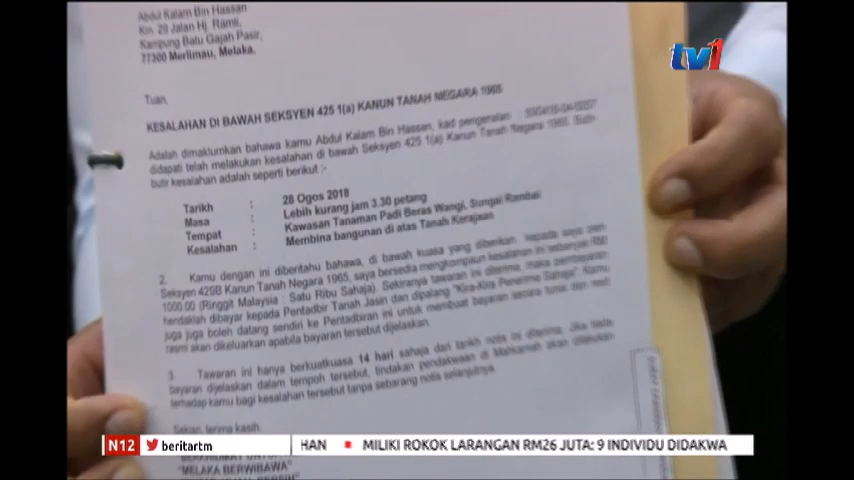 Abdul Kalam Bin Hassan
Km. 29 Jalan Hj. Ramli,
Kampung Batu Gajah Pasir,
77300 Merlimau, Melaka.
tv1
Tuan,
KESALAHAN DI BAWAH SEKSYEN 425 1(a) KANUN TANAH NEGARA 1965
Adalah dimaklumkan bahawa kamu Abdul Kalam Bin Hassan, kad pengenalan :
didapati telah melakukan kesalahan di bawah Seksyen 425 1(a) Kanun Tanah Negara 1965. Butir-
butir kesalahan adalah seperti berikut :-
Tarikh : 28 Ogos 2018
Masa : Lebih kurang jam 3.30 petang
Tempat : Kawasan Tanaman Padi Beras Wangi, Sungai Rambai
Kesalahan : Membina bangunan di atas Tanah Kerajaan
2. Kamu dengan ini diberitahu bahawa, di bawah kuasa yang diberikan kepada saya oleh
Seksyen 429B Kanun Tanah Negara 1965, saya bersedia mengkompaun kesalahan ini sebanyak RM
1000.00 (Ringgit Malaysia : Satu Ribu Sahaja). Sekiranya tawaran ini diterima, maka pembayaran
hendaklah dibayar kepada Pentadbir Tanah Jasin dan dipalang "Kira-Kira Penerima Sahaja". Kamu
juga juga boleh datang sendiri ke Pentadbiran ini untuk membuat bayaran secara tunai dan resit
rasmi akan dikeluarkan apabila bayaran tersebut dijelaskan.
3. Tawaran ini hanya berkuatkuasa 14 hari sahaja dari tarikh notis ini diterima. Jika tiada
bayaran dijelaskan dalam tempoh tersebut, tindakan pendakwaan di Mahkamah akan dilakukan
terhadap kamu bagi kesalahan tersebut tanpa sebarang notis selanjutnya.
Sekian, terima kasih.
N12 beritartm HAN MILIKI ROKOK LARANGAN RM26 JUTA: 9 INDIVIDU DIDAKWA
"MELAKA BERWIBAWA"